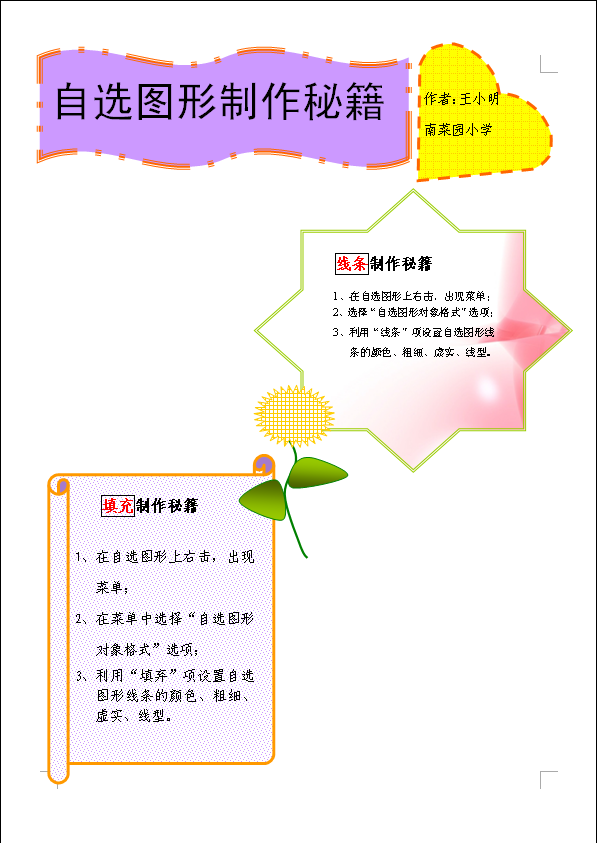 自选图形制作秘籍
作者:王小明
南菜园小学
线条制作秘籍
1、在自选图形上右击，出现菜单；
2、选择“自选图形对象格式”选项；
3、利用“线条”项设置自选图形线
条的颜色、粗细、虚实、线型。
填充制作秘籍
1、在自选图形上右击，出现
菜单；
2、在菜单中选择“自选图形
对象格式”选项；
3、利用“填弃”项设置自选
图形线条的颜色、粗细、
虚实、线型。